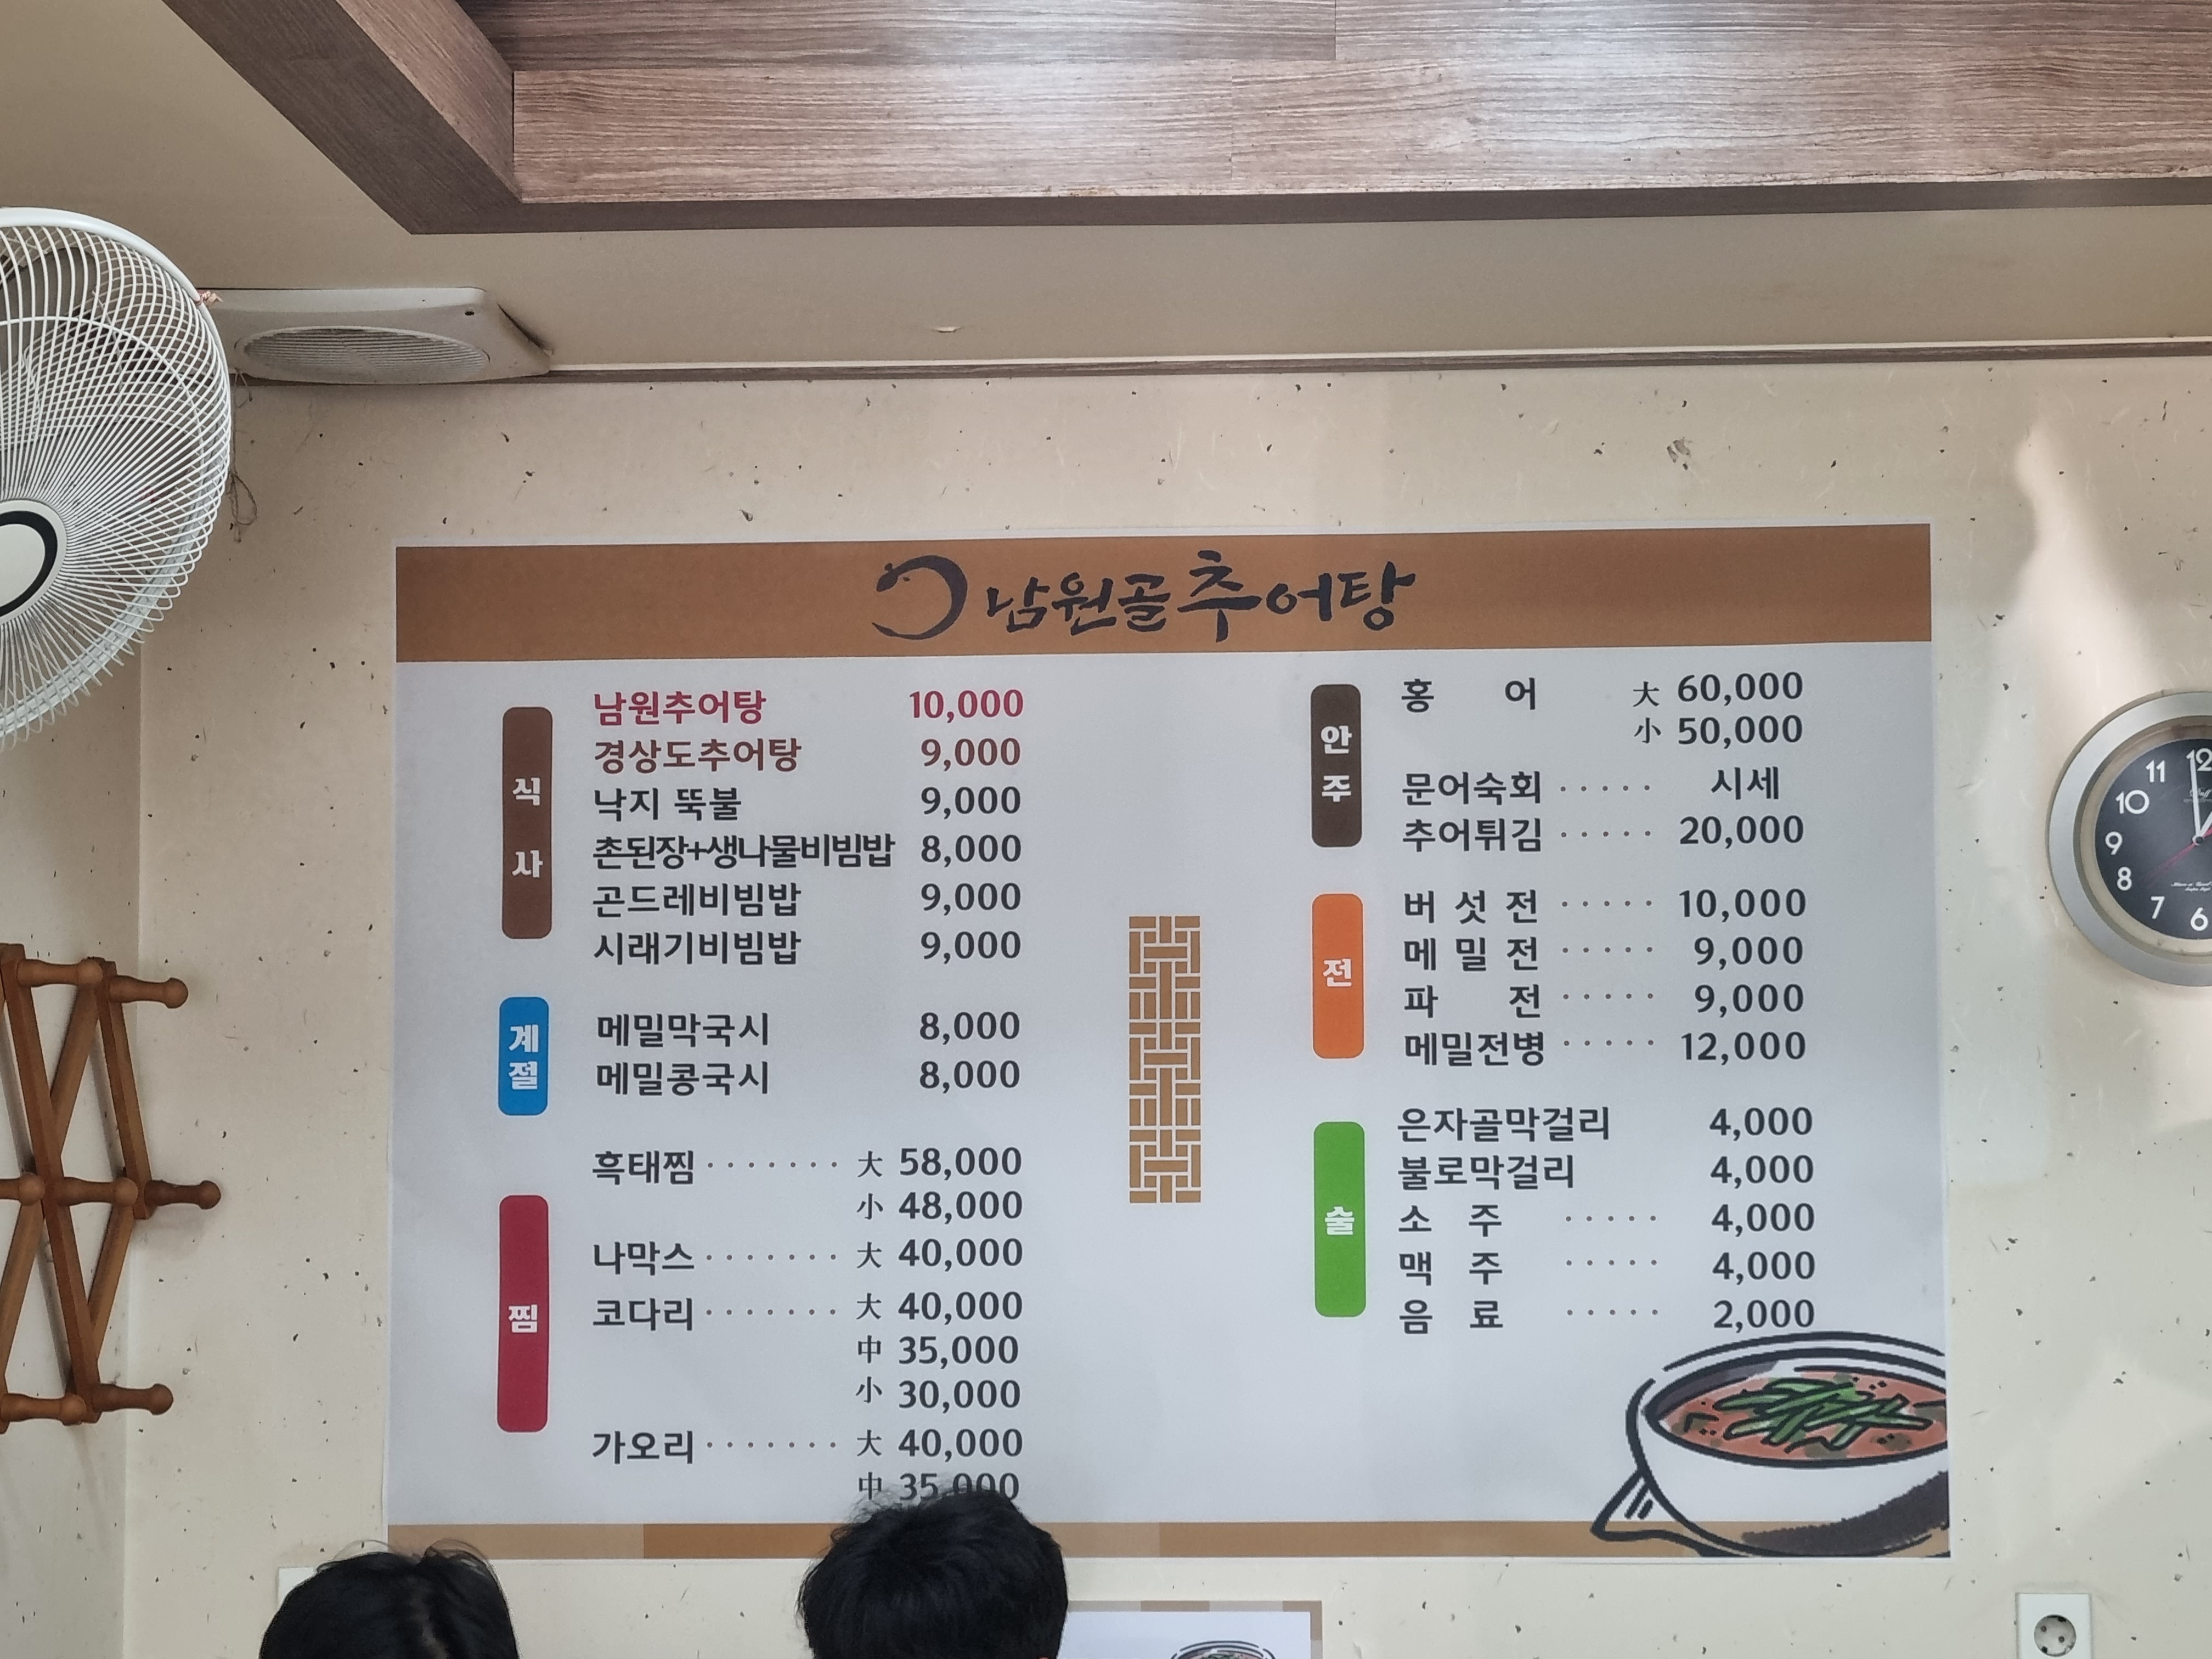 남원골추어탕
식사
남원추어탕 10,000
경상도추어탕 9,000
낙지 뚝불 9,000
촌된장+생나물비빔밥 8,000
곤드레비빔밥 9,000
시래기비빔밥 9,000
계절
메밀막국시 8,000
메밀콩국시 8,000
찜
흑태찜 ······· 大 58,000
小 48,000
나막스 ······· 大 40,000
코다리 ······· 大 40,000
中 35,000
小 30,000
가오리 ······· 大 40,000
中 35,000
안주
홍 어 大 60,000
小 50,000
문어숙회 ····· 시세
추어튀김 ····· 20,000
전
버섯전 ····· 10,000
메밀전 ····· 9,000
파 전 ····· 9,000
메밀전병 ····· 12,000
술
은자골막걸리 4,000
불로막걸리 4,000
소 주 ····· 4,000
맥 주 ····· 4,000
음 료 ····· 2,000
12
11
10
9
8
7
6